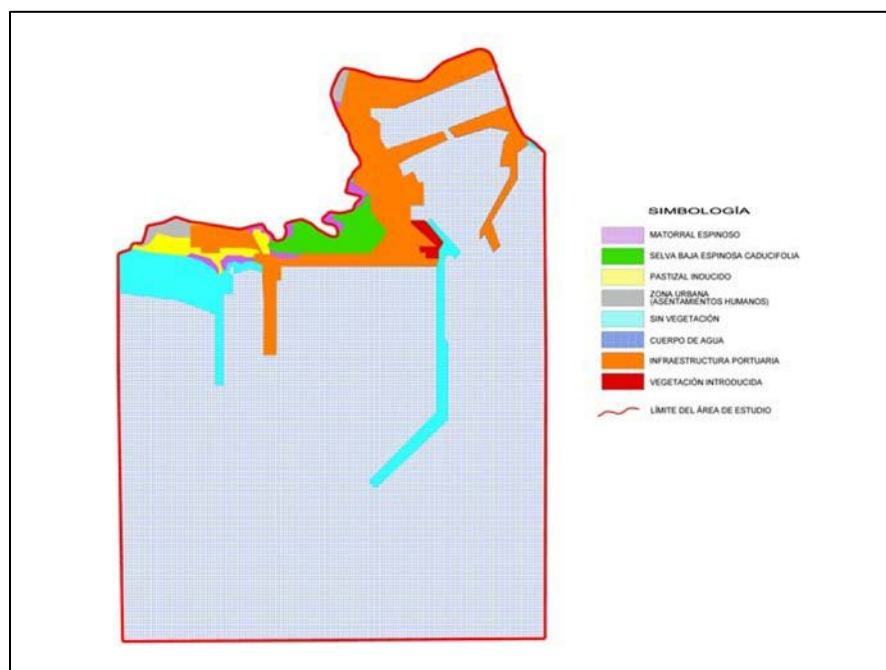 SIMBOLOGÍA
MATORRAL ESPINOSO
SELVA BAJA ESPINOSA CADUCIFOLIA
PASTIZAL INDUCIDO
ZONA URBANA
(ASENTAMIENTOS HUMANOS)
SIN VEGETACIÓN
CUERPO DE AGUA
INFRAESTRUCTURA PORTUARIA
VEGETACIÓN INTRODUCIDA
LÍMITE DEL ÁREA DE ESTUDIO